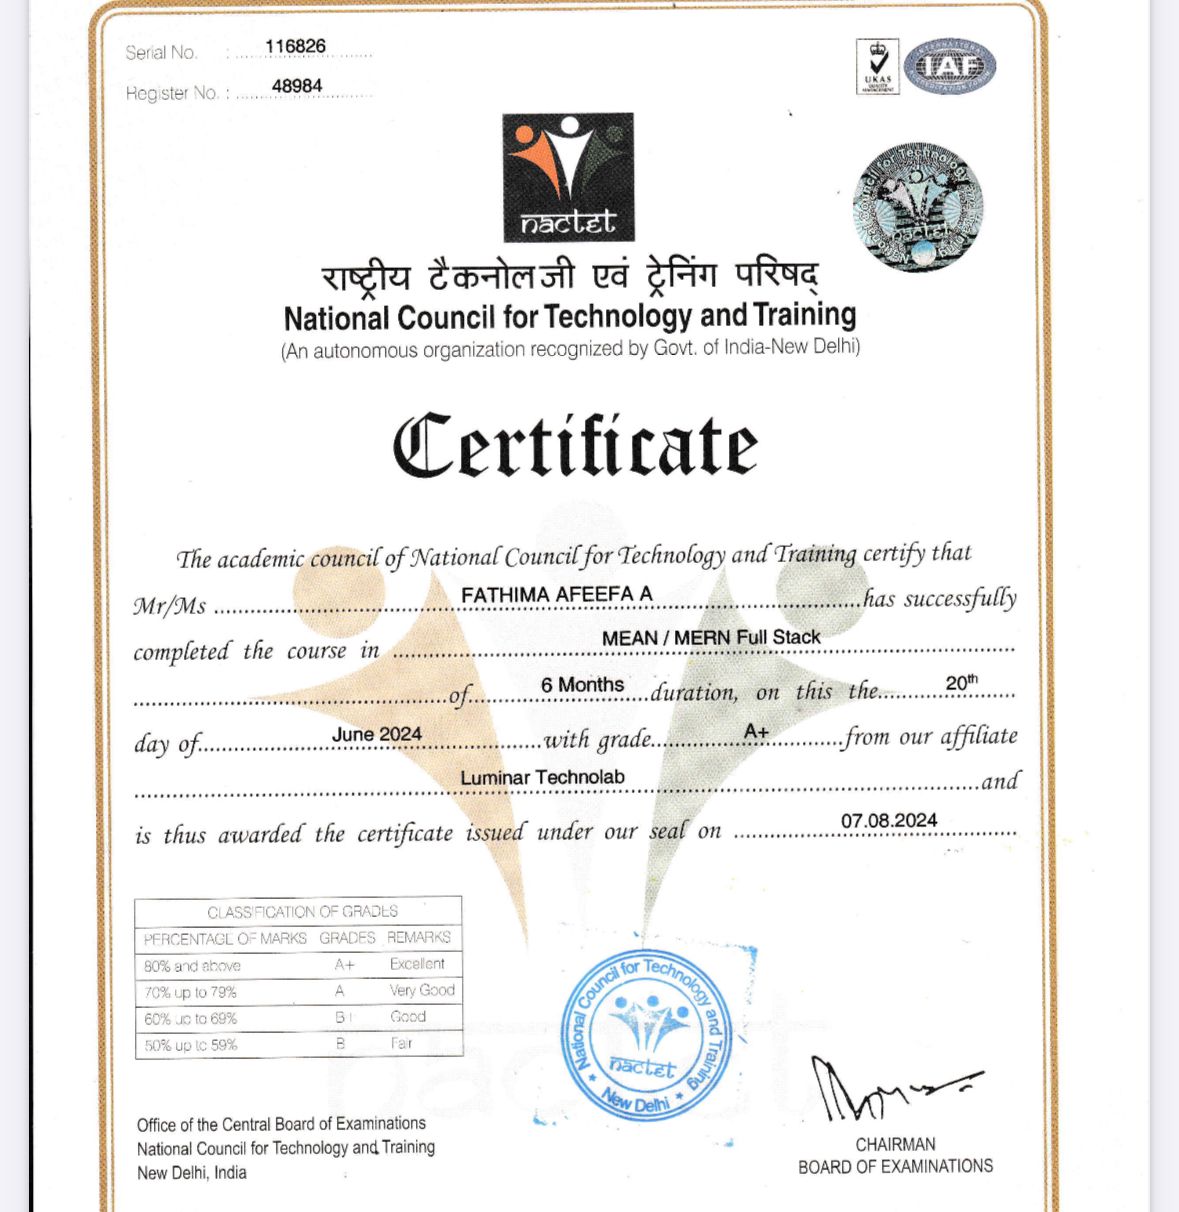 Serial No. : 116826
Register No. : 48984
UKAS
QUALITY
MANAGEMENT
INTERNATIONAL
IAF
ACCREDITATION FORUM
nactet
Council for Technology
nactet
राष्ट्रीय टैकनोलजी एवं ट्रेनिंग परिषद्
National Council for Technology and Training
(An autonomous organization recognized by Govt. of India-New Delhi)
Certificate
The academic council of National Council for Technology and Training certify that
Mr/Ms FATHIMA AFEEFA A has successfully
completed the course in MEAN / MERN Full Stack
of 6 Months duration, on this the 20th
day of June 2024 with grade A+ from our affiliate
Luminar Technolab and
is thus awarded the certificate issued under our seal on 07.08.2024
CLASSIFICATION OF GRADES
PERCENTAGE OF MARKS GRADES REMARKS
80% and above A+ Excellent
70% up to 79% A Very Good
60% up to 69% B+ Good
50% up to 59% B Fair
National Council for Technology and Training
nactet
New Delhi
Office of the Central Board of Examinations
National Council for Technology and Training
New Delhi, India
CHAIRMAN
BOARD OF EXAMINATIONS